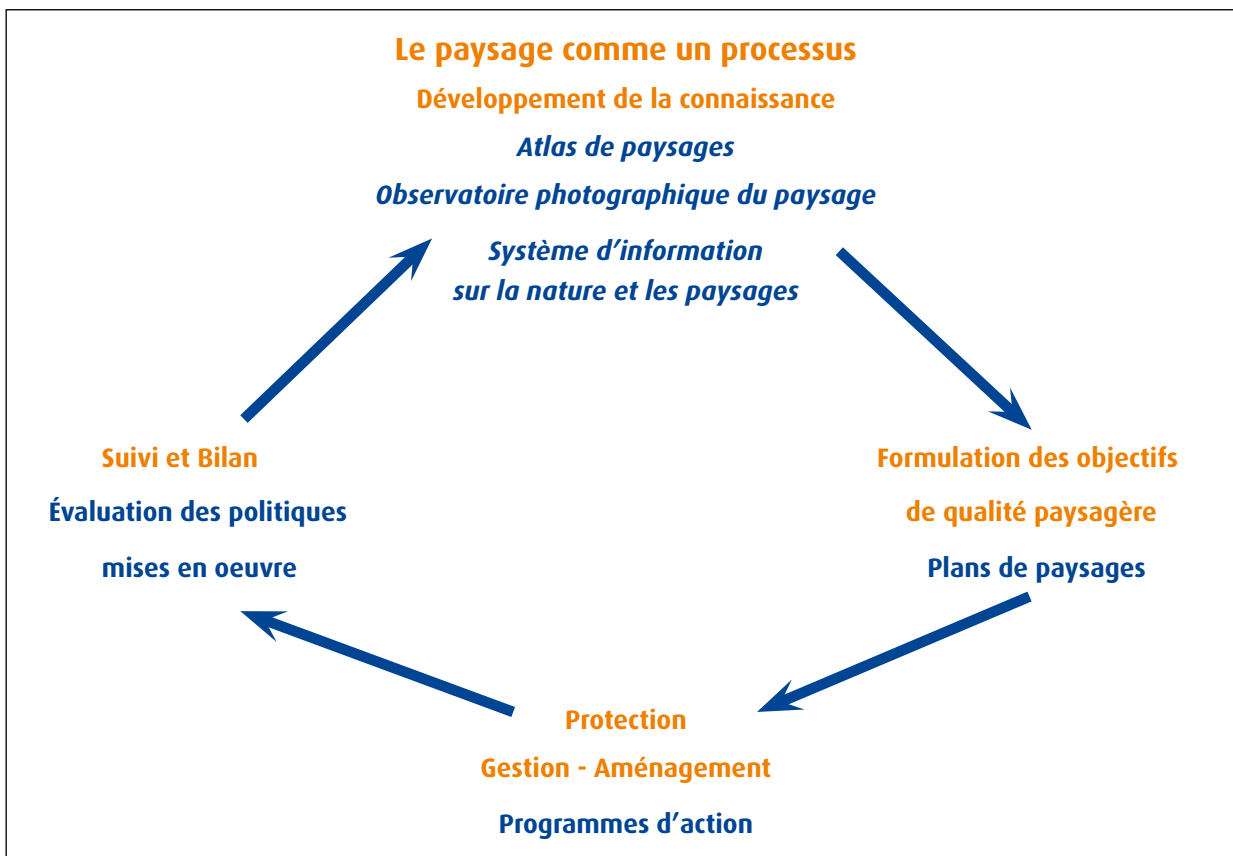 Le paysage comme un processus
Développement de la connaissance
Atlas de paysages
Observatoire photographique du paysage
Système d'information
sur la nature et les paysages
Formulation des objectifs
de qualité paysagère
Plans de paysages
Protection
Gestion - Aménagement
Programmes d'action
Suivi et Bilan
Évaluation des politiques
mises en oeuvre